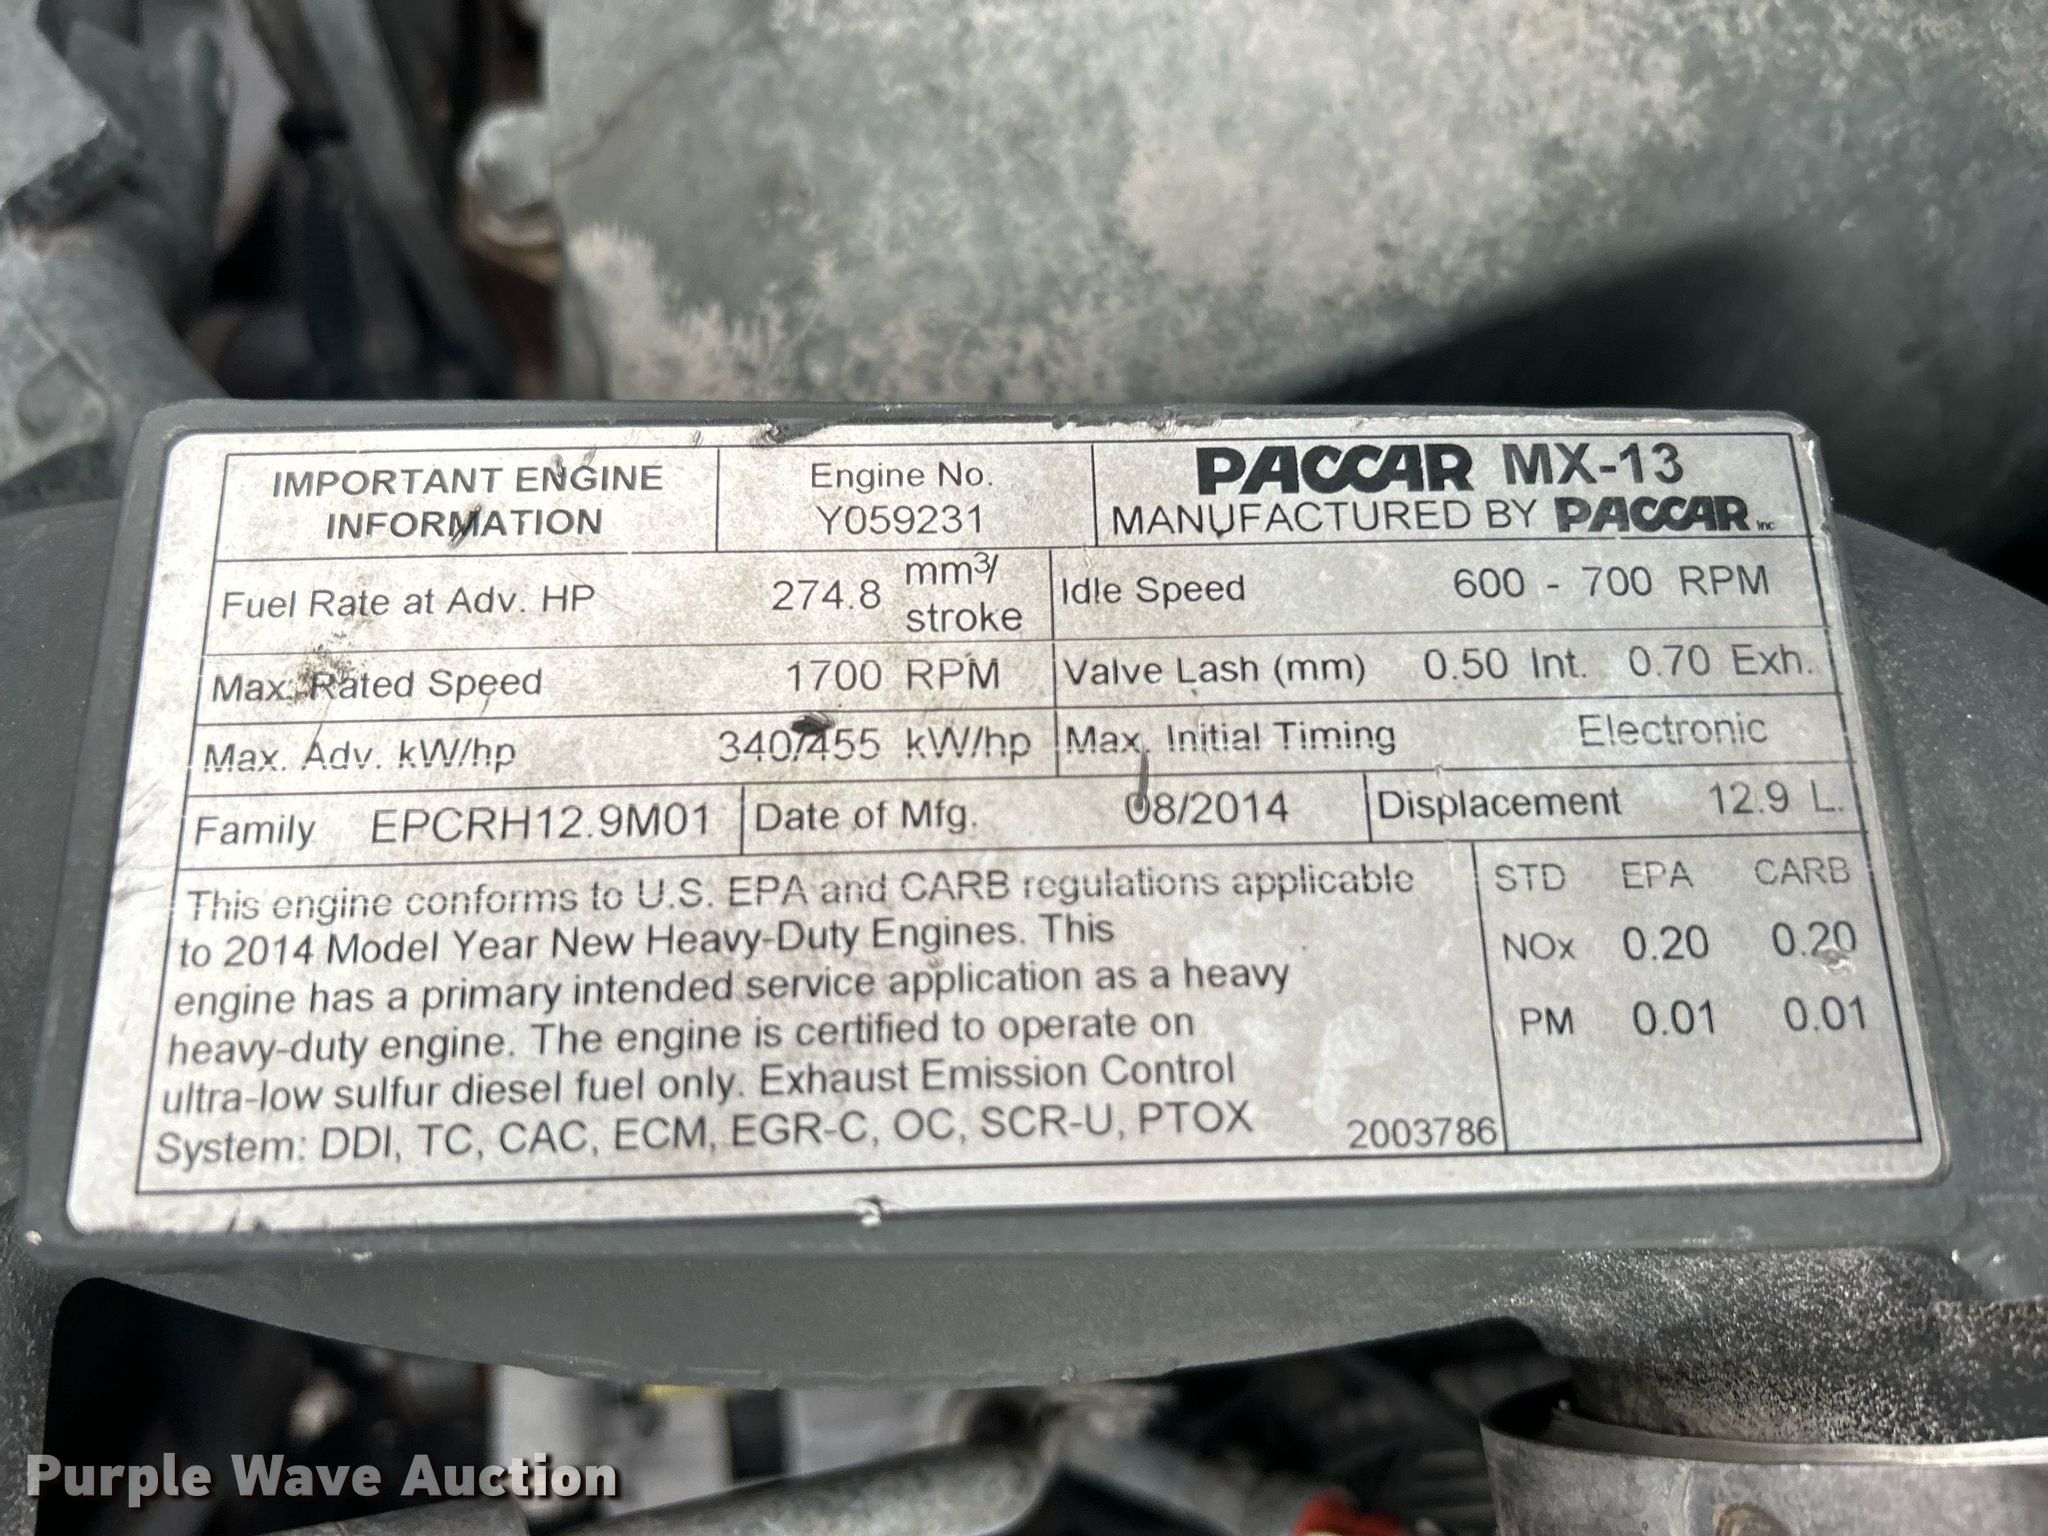 IMPORTANT ENGINE
INFORMATION
Engine No.
Y059231
PACCAR MX-13
MANUFACTURED BY PACCAR Inc
Fuel Rate at Adv. HP 274.8 mm³/
stroke
Idle Speed 600 - 700 RPM
Max. Rated Speed 1700 RPM
Valve Lash (mm) 0.50 Int. 0.70 Exh.
Max. Adv. kW/hp 340/455 kW/hp
Max. Initial Timing Electronic
Family EPCRH12.9M01
Date of Mfg. 08/2014
Displacement 12.9 L.
This engine conforms to U.S. EPA and CARB regulations applicable
to 2014 Model Year New Heavy-Duty Engines. This
engine has a primary intended service application as a heavy
heavy-duty engine. The engine is certified to operate on
ultra-low sulfur diesel fuel only. Exhaust Emission Control
System: DDI, TC, CAC, ECM, EGR-C, OC, SCR-U, PTOX
2003786
STD EPA CARB
NOx 0.20 0.20
PM 0.01 0.01
Purple Wave Auction